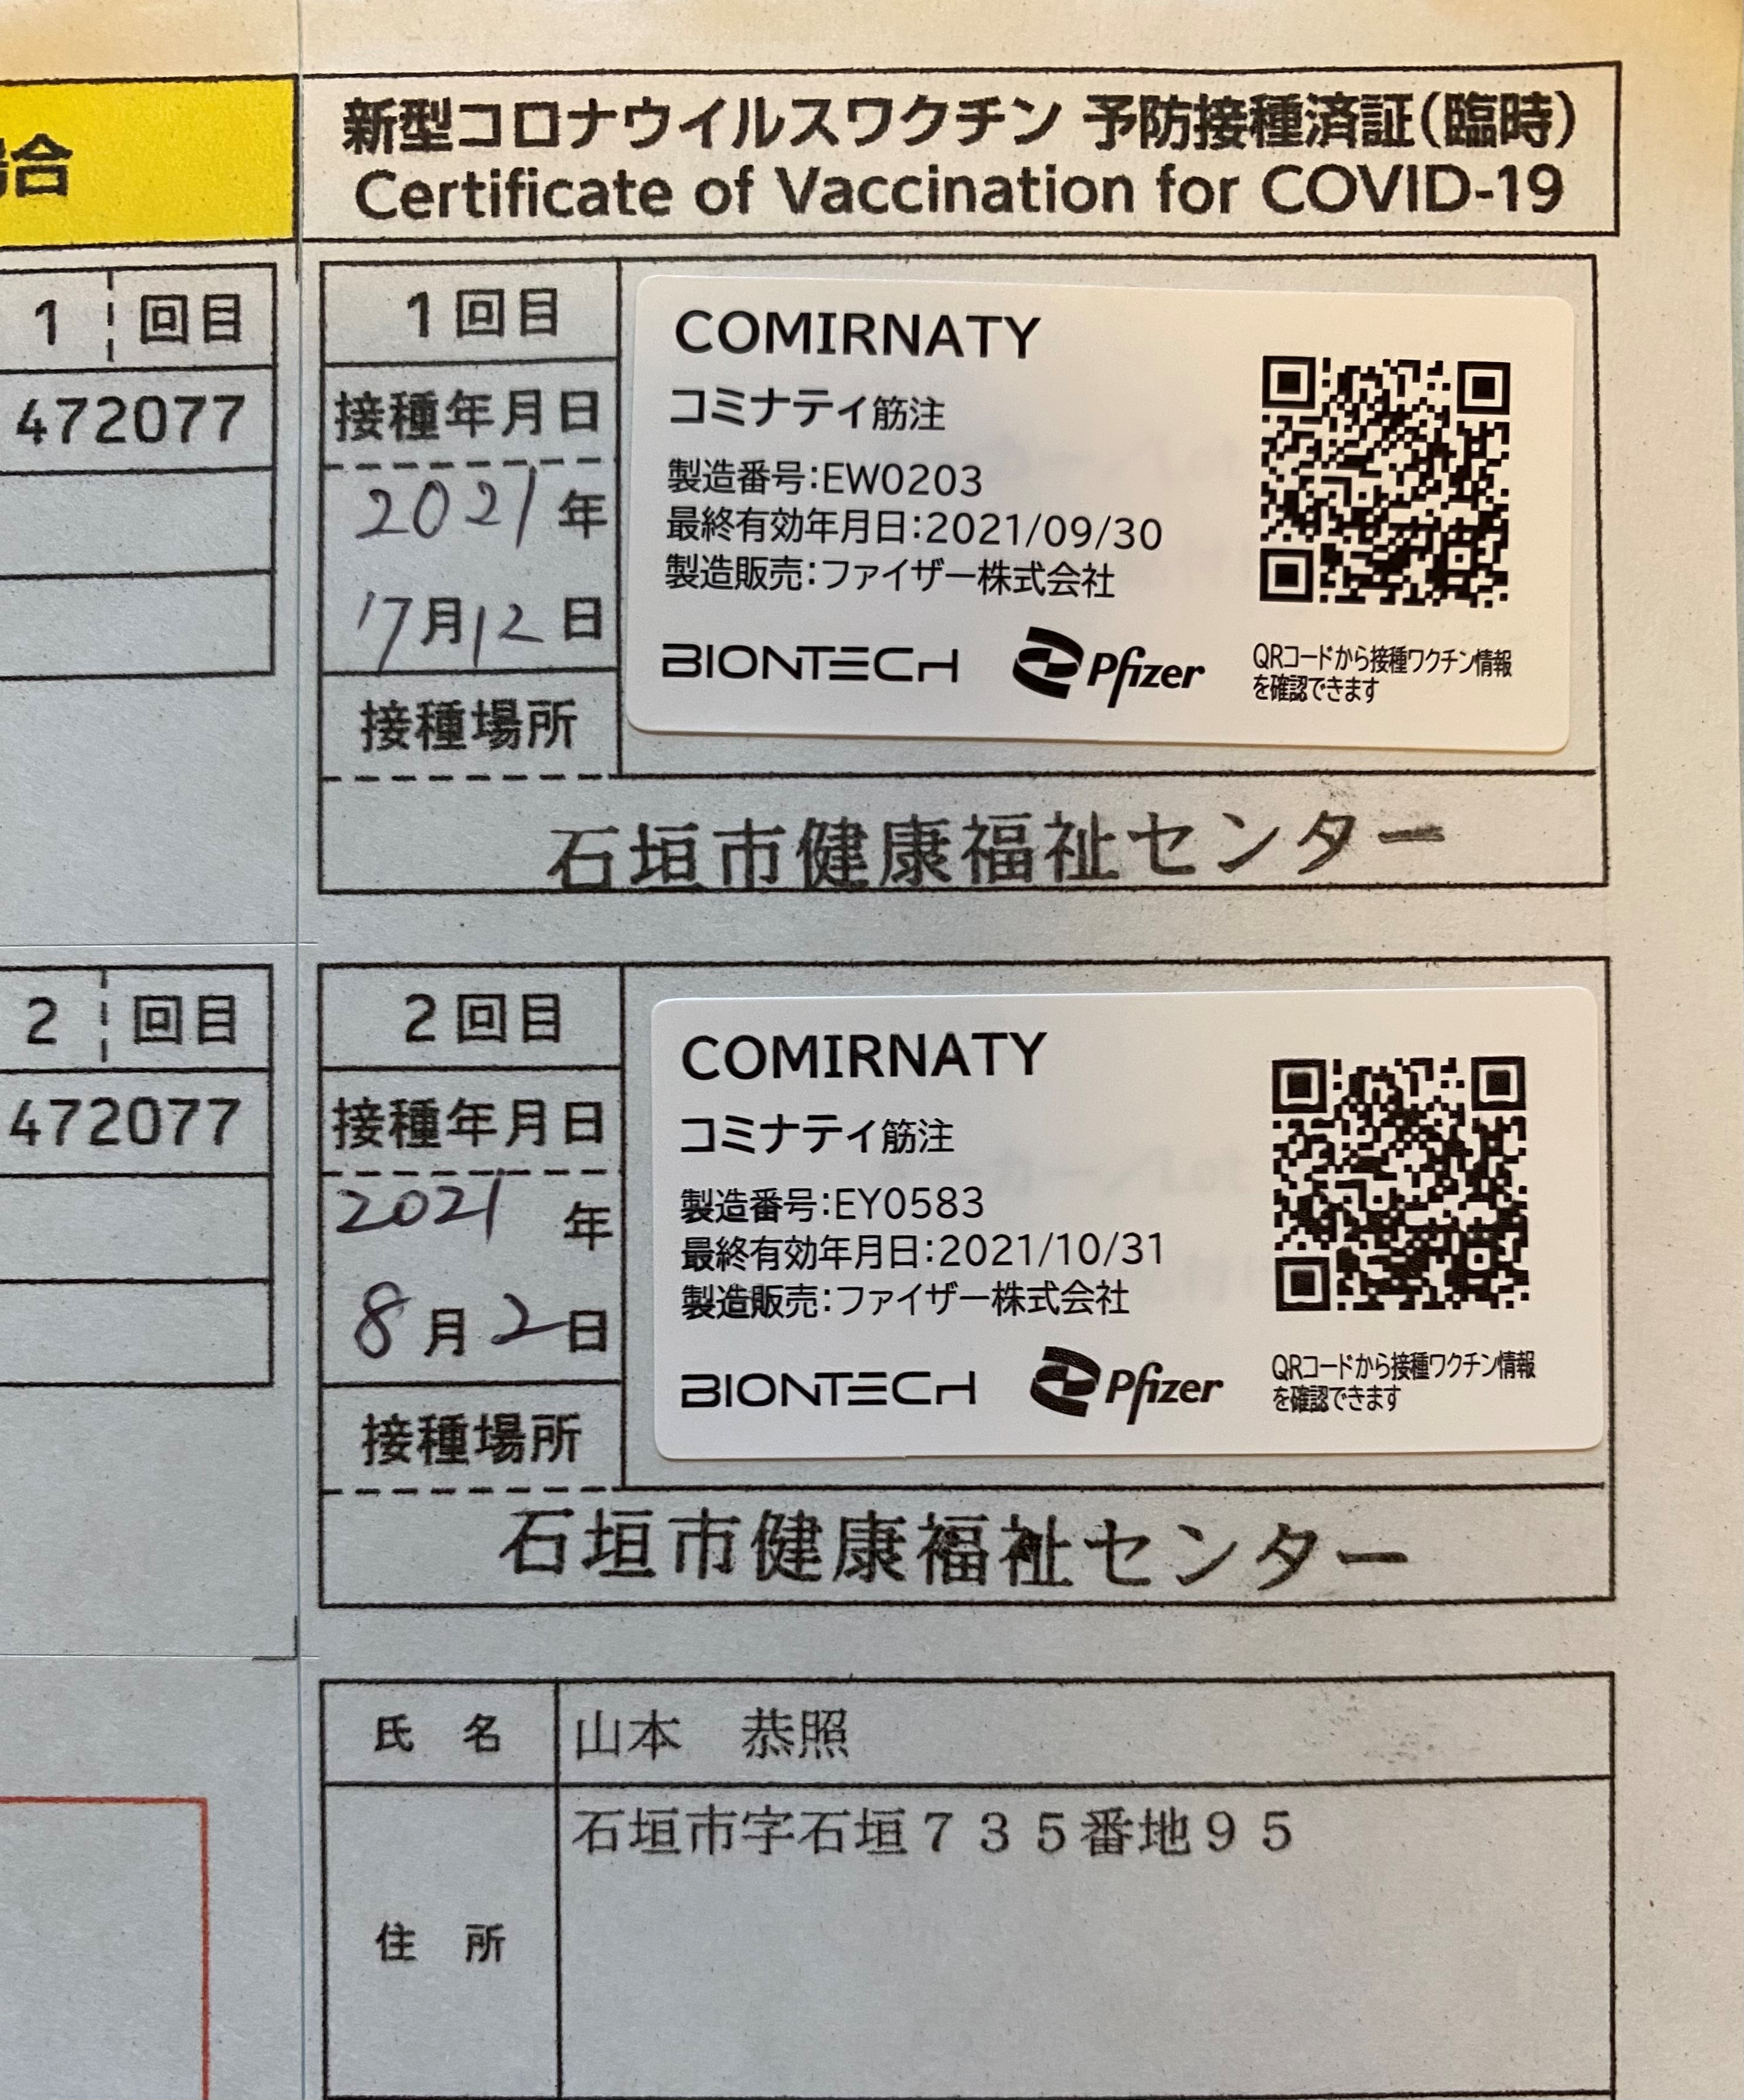 場合
1 回目
472077
2 回目
472077
新型コロナウイルスワクチン 予防接種済証(臨時)
Certificate of Vaccination for COVID-19
1回目
接種年月日
2021年
7月12日
接種場所
COMIRNATY
コミナティ筋注
製造番号:EW0203
最終有効年月日:2021/09/30
製造販売:ファイザー株式会社
BIONTECH Pfizer
QRコードから接種ワクチン情報
を確認できます
石垣市健康福祉センター
2回目
接種年月日
2021 年
8月2日
接種場所
COMIRNATY
コミナティ筋注
製造番号:EY0583
最終有効年月日:2021/10/31
製造販売:ファイザー株式会社
BIONTECH Pfizer
QRコードから接種ワクチン情報
を確認できます
石垣市健康福祉センター
氏 名 山本 恭照
住 所 石垣市字石垣735番地95